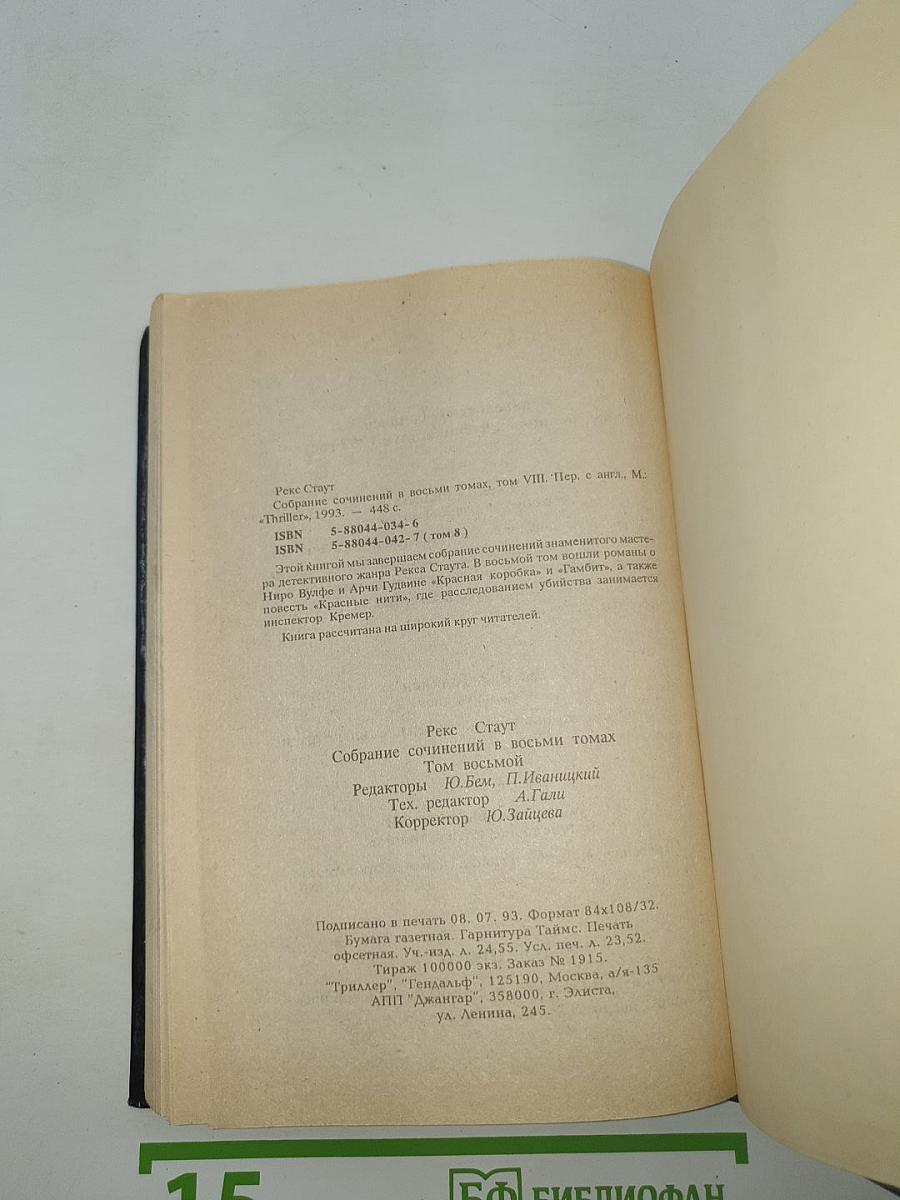 Рекс Стаут
Собрание сочинений в восьми томах, том VIII. Пер. с англ., М.:
«Thriller», 1993. — 448 с.
ISBN 5-88044-034-6
ISBN 5-88044-042-7 (том 8)
Этой книгой мы завершаем собрание сочинений знаменитого масте-
ра детективного жанра Рекса Стаута. В восьмой том вошли романы о
Ниро Вулфе и Арчи Гудвине «Красная коробка» и «Гамбит», а также
повесть «Красные нити», где расследованием убийства занимается
инспектор Кремер.
Книга рассчитана на широкий круг читателей.
Рекс Стаут
Собрание сочинений в восьми томах
Том восьмой
Редакторы Ю.Бем, П.Иваницкий
Тех. редактор А.Гали
Корректор Ю.Зайцева
Подписано в печать 08. 07. 93. Формат 84х108/32.
Бумага газетная. Гарнитура Таймс. Печать
офсетная. Уч.-изд. л. 24,55. Усл. печ. л. 23,52.
Тираж 100000 экз. Заказ № 1915.
"Триллер", "Гендальф", 125190, Москва, а/я-135
АПП "Джангар", 358000, г. Элиста,
ул. Ленина, 245.
15 БФ БИБЛИОФАН